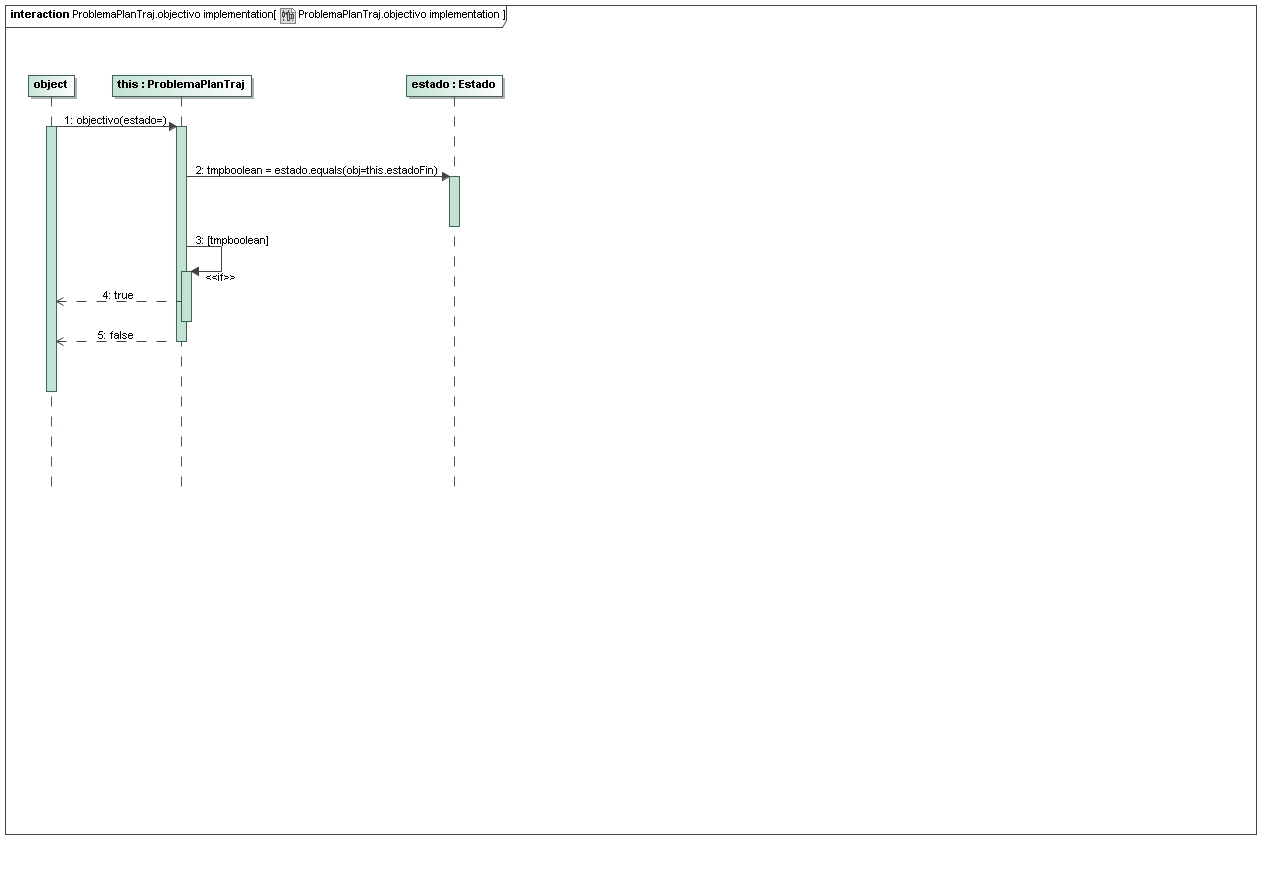 interaction ProblemaPlanTraj.objectivo implementation[ ProblemaPlanTraj.objectivo implementation ]
object
this : ProblemaPlanTraj
estado : Estado
1: objectivo(estado=)
2: tmpboolean = estado.equals(obj=this.estadoFin)
3: [tmpboolean]
<<if>>
4: true
5: false